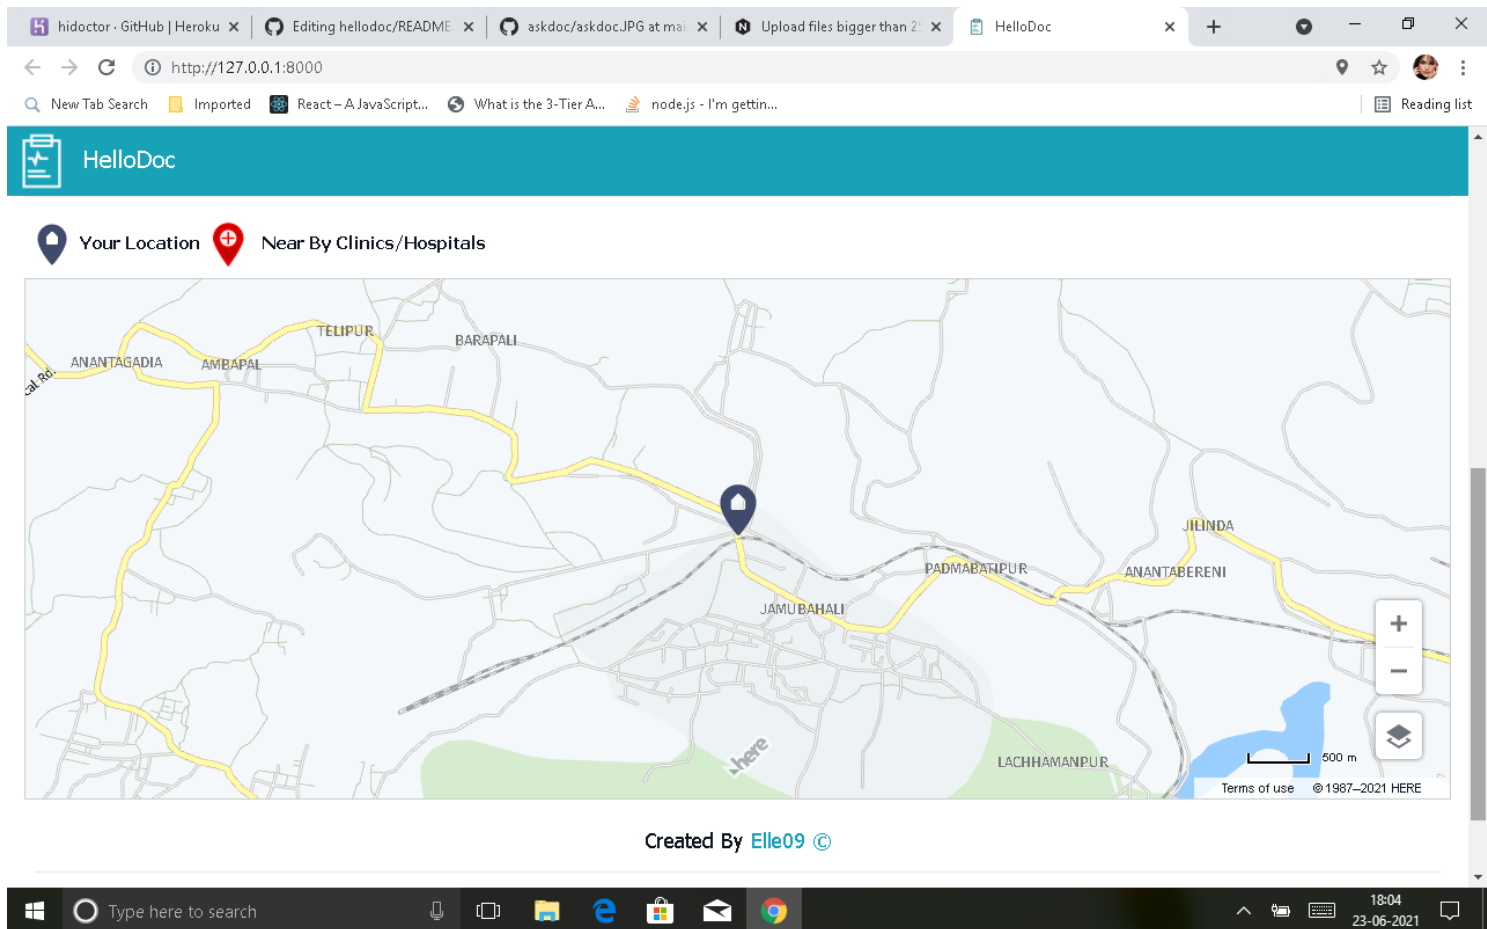 hidoctor · GitHub | Heroku
Editing hellodoc/README.
askdoc/askdoc.JPG at mai
Upload files bigger than 2
HelloDoc
http://127.0.0.1:8000
New Tab Search
Imported
React – A JavaScript...
What is the 3-Tier A...
node.js - I'm gettin...
Reading list
HelloDoc
Your Location
Near By Clinics/Hospitals
TELIPUR
BARAPALI
ANANTAGADIA
AMBAPAL
cal-Rd.
JILINDA
PADMABATIPUR
ANANTABERENI
JAMUBAHALI
here
LACHHAMANPUR
500 m
Terms of use ©1987–2021 HERE
Created By Elle09 ©
Type here to search
18:04
23-06-2021